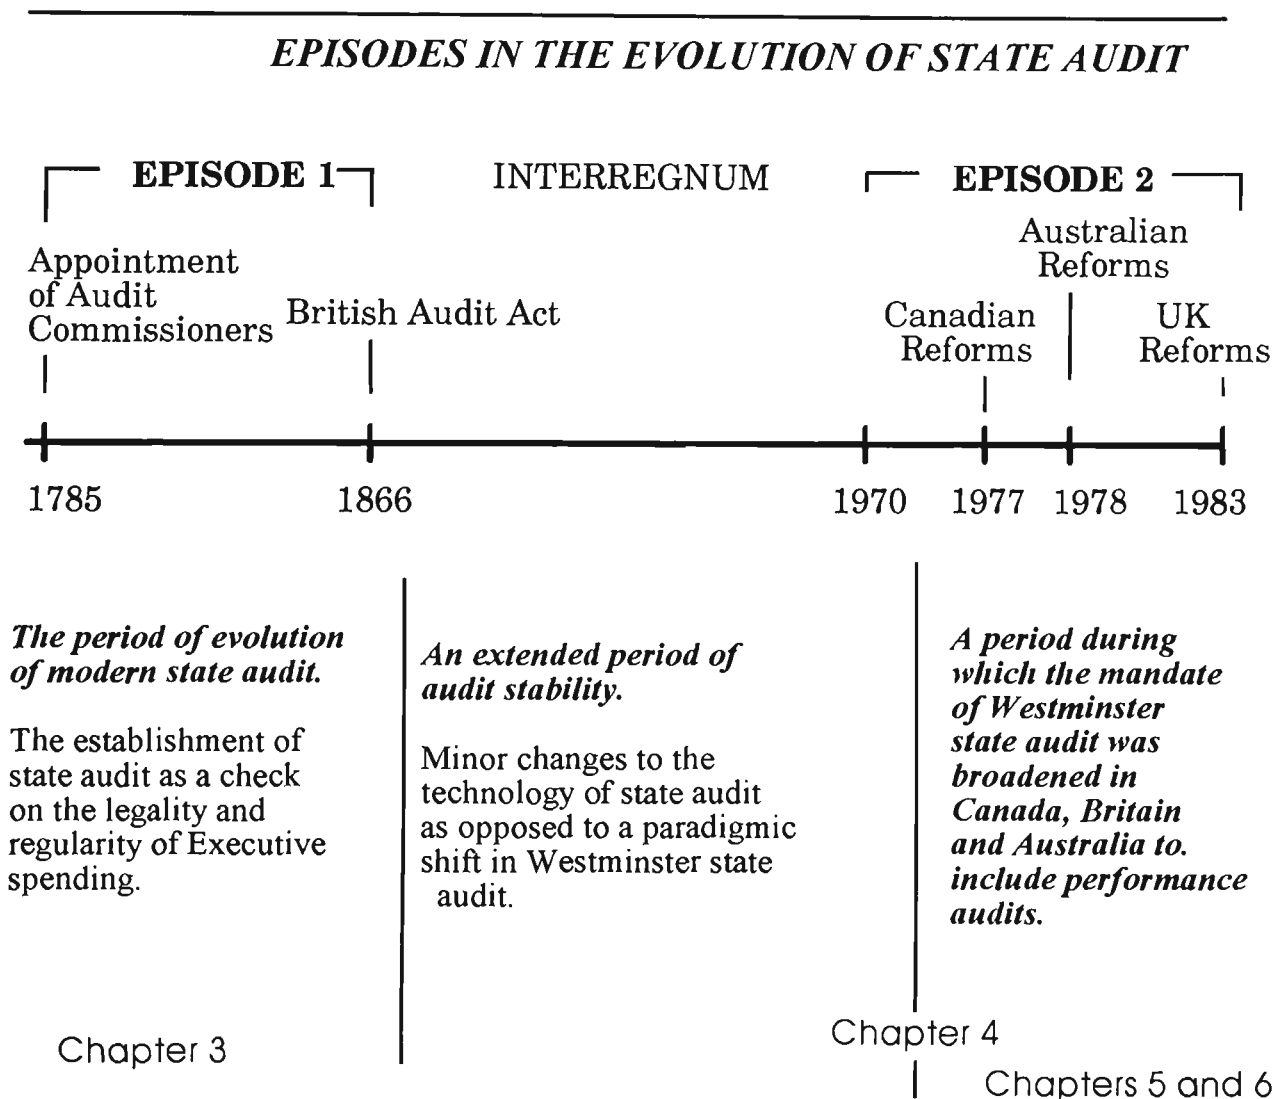 EPISODES IN THE EVOLUTION OF STATE AUDIT
EPISODE 1
INTERREGNUM
EPISODE 2
Appointment
of Audit
Commissioners
British Audit Act
Canadian
Reforms
Australian
Reforms
UK
Reforms
1785
1866
1970
1977
1978
1983
The period of evolution
of modern state audit.
The establishment of
state audit as a check
on the legality and
regularity of Executive
spending.
Chapter 3
An extended period of
audit stability.
Minor changes to the
technology of state audit
as opposed to a paradigmic
shift in Westminster state
audit.
Chapter 4
A period during
which the mandate
of Westminster
state audit was
broadened in
Canada, Britain
and Australia to.
include performance
audits.
Chapters 5 and 6